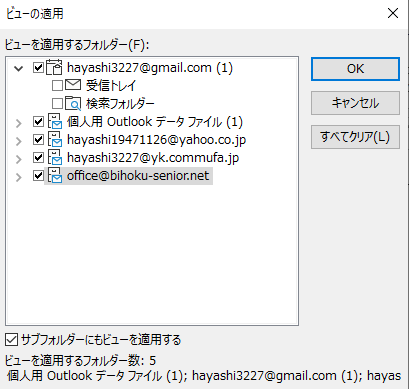 ビューの適用
ビューを適用するフォルダー(F):
hayashi3227@gmail.com (1)
受信トレイ
検索フォルダー
個人用 Outlook データ ファイル (1)
hayashi19471126@yahoo.co.jp
hayashi3227@yk.commufa.jp
office@bihoku-senior.net
OK
キャンセル
すべてクリア(L)
サブフォルダーにもビューを適用する
ビューを適用するフォルダー数: 5
個人用 Outlook データ ファイル (1); hayashi3227@gmail.com (1); hayas